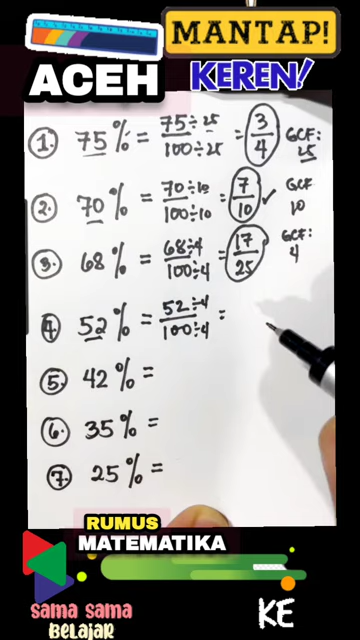 MANTAP!
ACEH KEREN!
1. 75% = 75÷25/100÷25 = 3/4 GCF: 25
2. 70% = 70÷10/100÷10 = 7/10 ✓ GCF 10
3. 68% = 68÷4/100÷4 = 17/25 GCF: 4
4. 52% = 52÷4/100÷4 =
5. 42% =
6. 35% =
7. 25% =
RUMUS
MATEMATIKA
sama sama
BELAJAR
KE